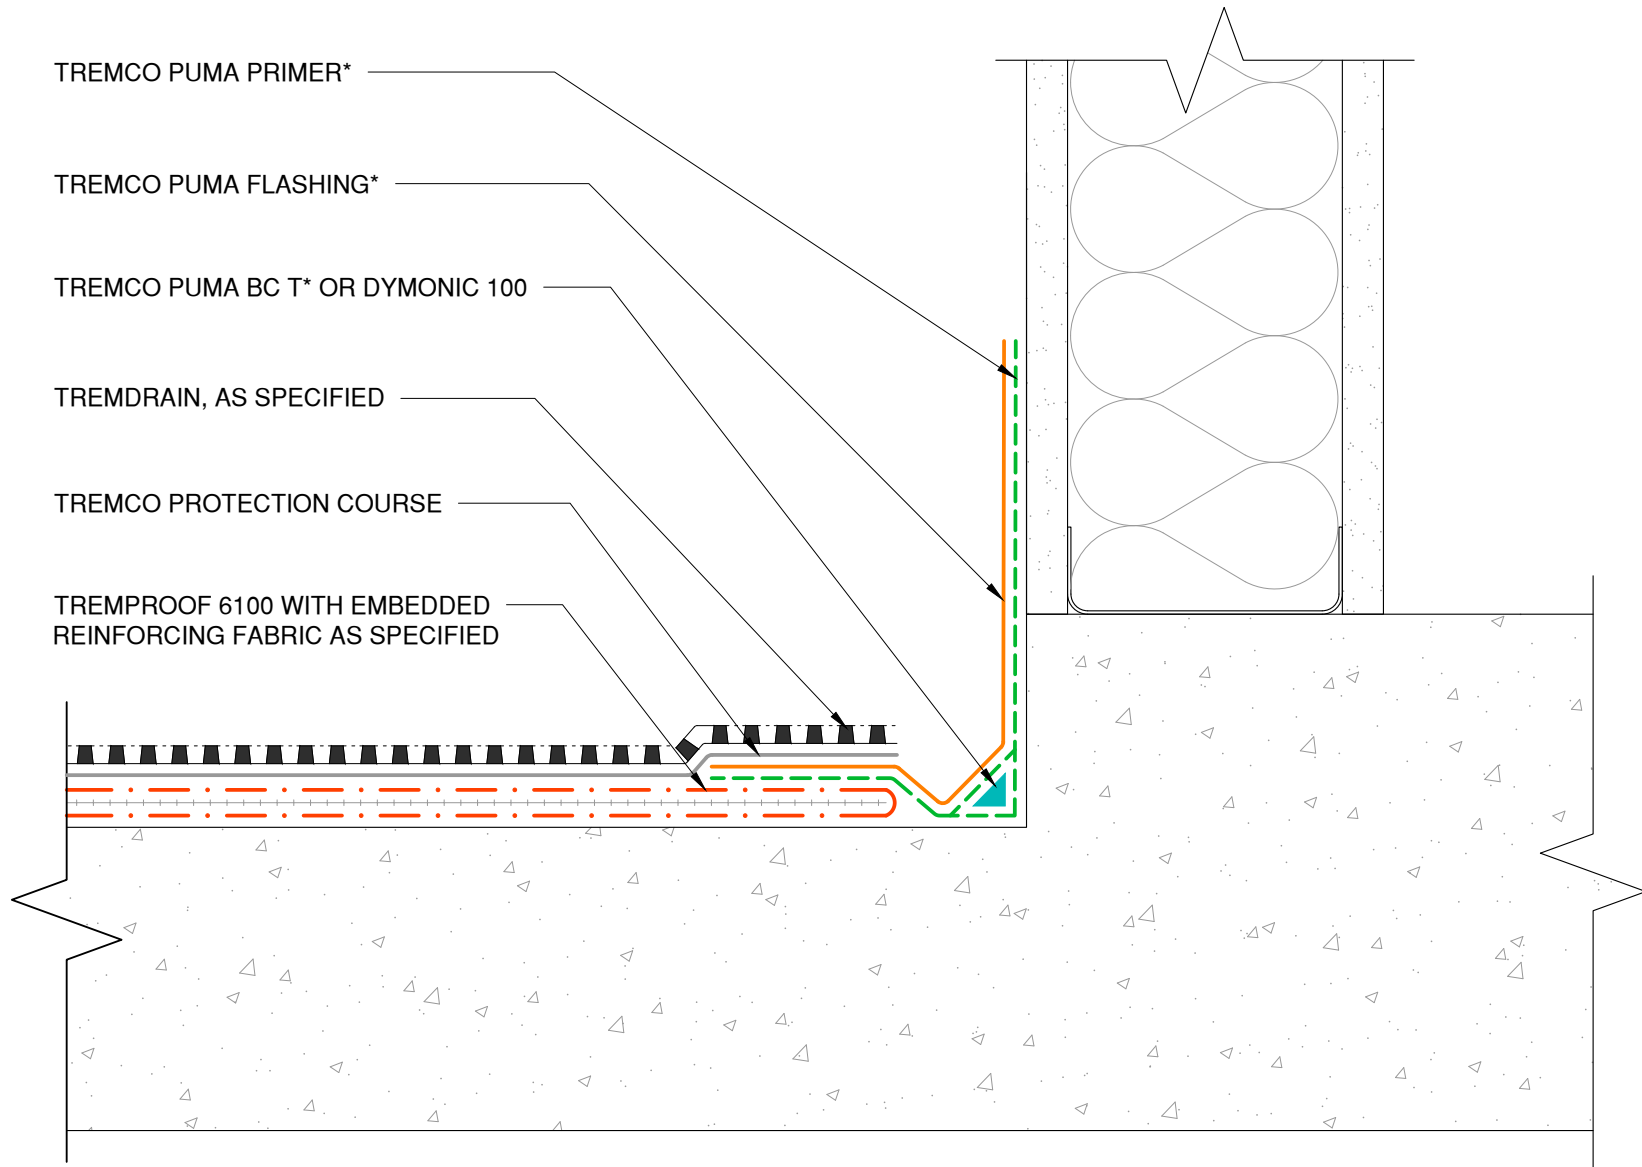 TREMCO PUMA PRIMER*
TREMCO PUMA FLASHING*
TREMCO PUMA BC T* OR DYMONIC 100
TREMDRAIN, AS SPECIFIED
TREMCO PROTECTION COURSE
TREMPROOF 6100 WITH EMBEDDED
REINFORCING FABRIC AS SPECIFIED